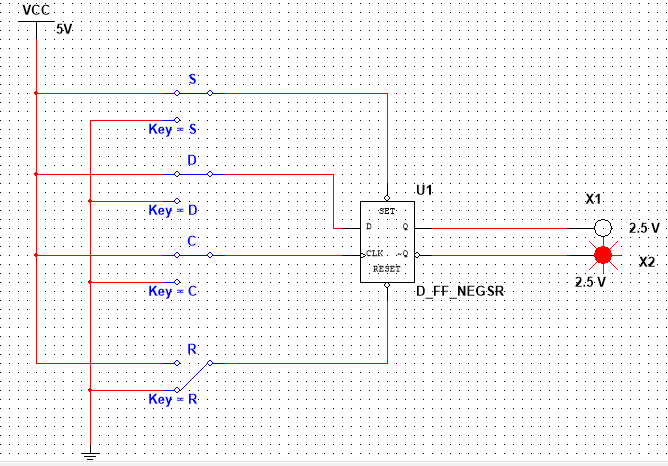 VCC
5V
S
Key = S
D
Key = D
C
Key = C
R
Key = R
U1
SET
D Q
CLK ~Q
RESET
D_FF_NEGSR
X1
2.5 V
X2
2.5 V